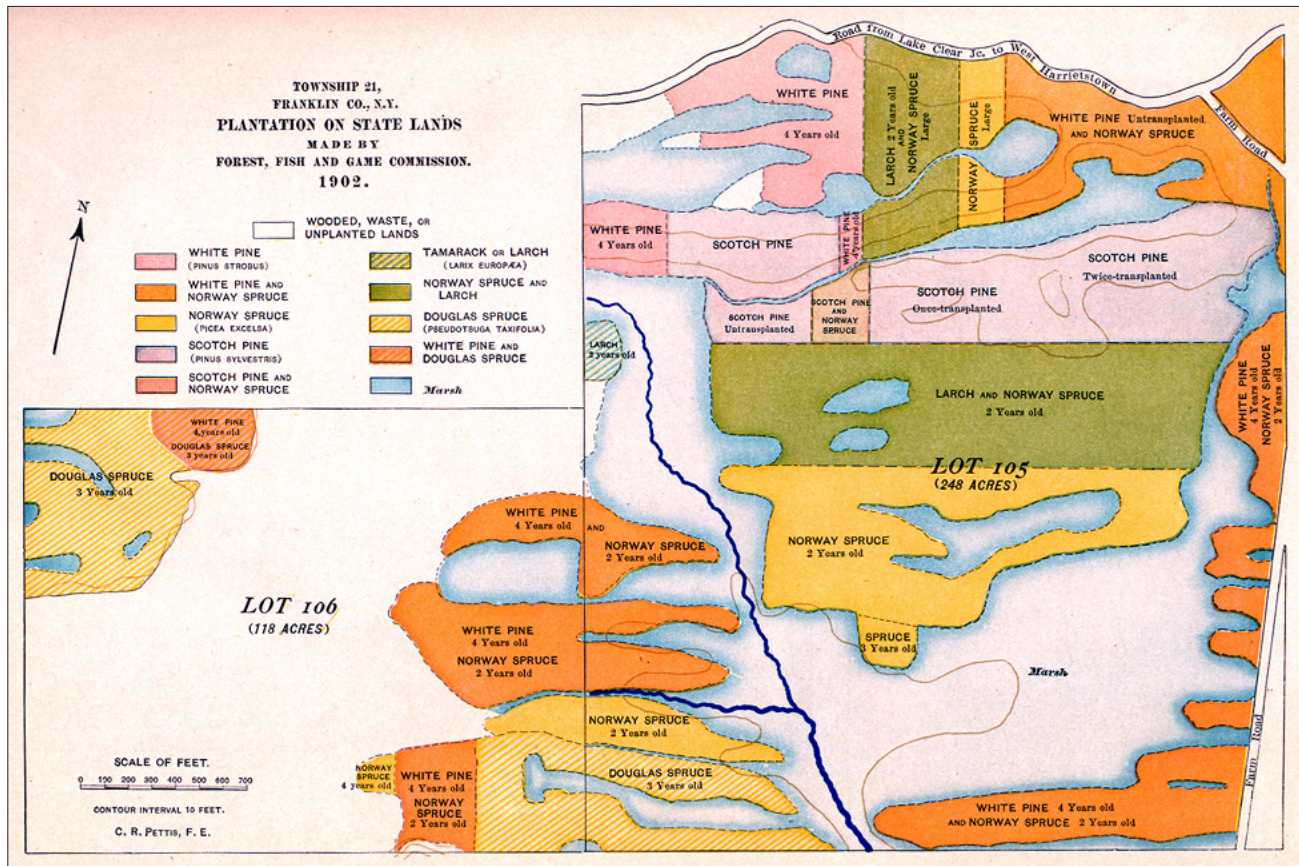 TOWNSHIP 21,
FRANKLIN CO., N.Y.
PLANTATION ON STATE LANDS
MADE BY
FOREST, FISH AND GAME COMMISSION.
1902.
N
WOODED, WASTE, OR
UNPLANTED LANDS
WHITE PINE
(PINUS STROBUS)
WHITE PINE AND
NORWAY SPRUCE
NORWAY SPRUCE
(PICEA EXCELSA)
SCOTCH PINE
(PINUS SYLVESTRIS)
SCOTCH PINE AND
NORWAY SPRUCE
TAMARACK OR LARCH
(LARIX EUROPÆA)
NORWAY SPRUCE AND
LARCH
DOUGLAS SPRUCE
(PSEUDOTSUGA TAXIFOLIA)
WHITE PINE AND
DOUGLAS SPRUCE
Marsh
Road from Lake Clear Jc. to West Harrietstown
Farm Road
WHITE PINE
4 Years old
LARCH 2 Years old
AND
NORWAY SPRUCE
Large
NORWAY SPRUCE
Large
WHITE PINE Untransplanted
AND NORWAY SPRUCE
WHITE PINE
4 Years old
SCOTCH PINE
WHITE PINE
4 years old
SCOTCH PINE
Twice-transplanted
SCOTCH PINE
Once-transplanted
SCOTCH PINE
Untransplanted
SCOTCH PINE
AND
NORWAY
SPRUCE
LARCH
2 years old
LARCH AND NORWAY SPRUCE
2 Years old
WHITE PINE
4 Years old
NORWAY SPRUCE
2 Years old
LOT 105
(248 ACRES)
WHITE PINE
4 years old
DOUGLAS SPRUCE
3 years old
DOUGLAS SPRUCE
3 Years old
WHITE PINE
4 Years old AND
NORWAY SPRUCE
2 Years old
NORWAY SPRUCE
2 Years old
LOT 106
(118 ACRES)
WHITE PINE
4 Years old
NORWAY SPRUCE
2 Years old
SPRUCE
3 Years old
Marsh
NORWAY SPRUCE
2 Years old
DOUGLAS SPRUCE
3 Years old
NORWAY
SPRUCE
4 years old
WHITE PINE
4 Years old
NORWAY
SPRUCE
2 Years old
WHITE PINE 4 Years old
AND NORWAY SPRUCE 2 Years old
Farm Road
SCALE OF FEET.
0 100 200 300 400 500 600 700
CONTOUR INTERVAL 10 FEET.
C. R. PETTIS, F. E.